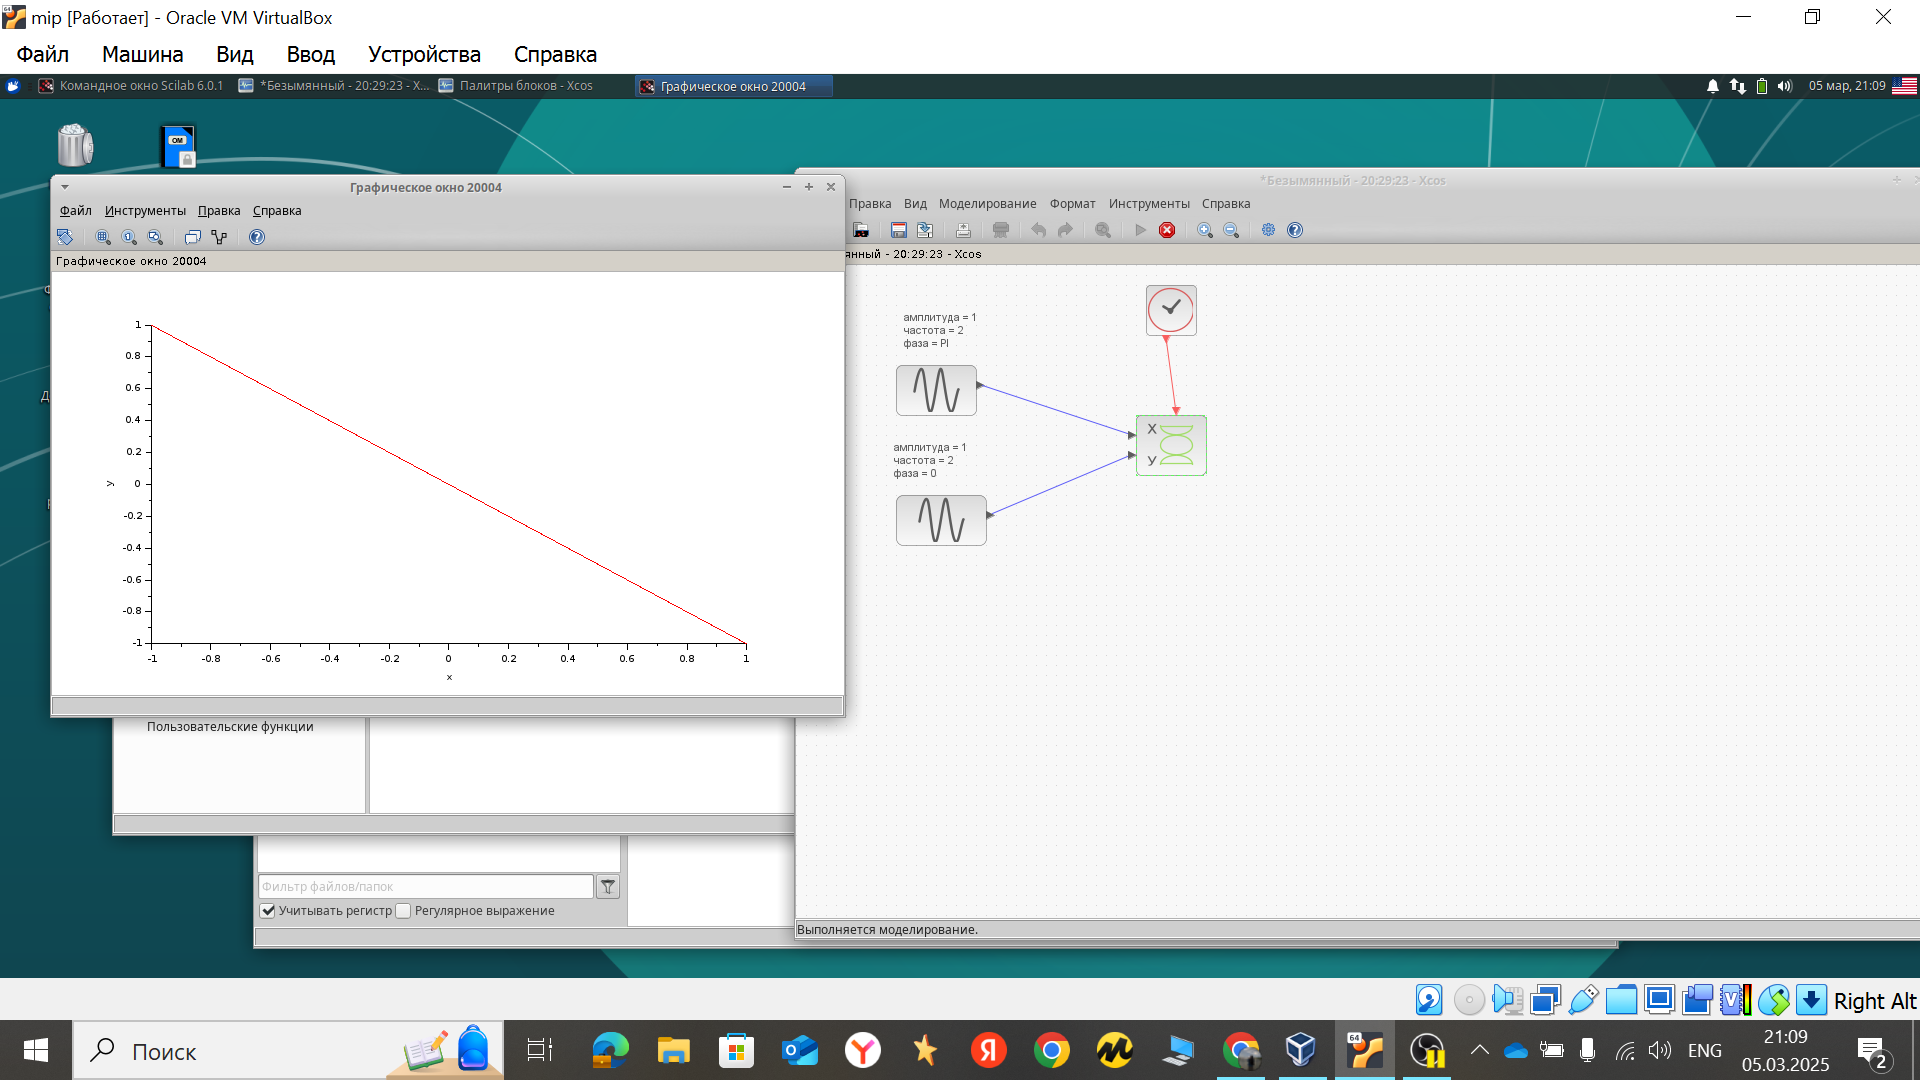 mip [Работает] - Oracle VM VirtualBox
Файл Машина Вид Ввод Устройства Справка
Командное окно Scilab 6.0.1 *Безымянный - 20:29:23 - X... Палитры блоков - Xcos Графическое окно 20004 05 мар, 21:09
OM
Графическое окно 20004
Файл Инструменты Правка Справка
Графическое окно 20004
1
0.8
0.6
0.4
0.2
0
-0.2
-0.4
-0.6
-0.8
-1
y
-1 -0.8 -0.6 -0.4 -0.2 0 0.2 0.4 0.6 0.8 1
x
*Безымянный - 20:29:23 - Xcos
Правка Вид Моделирование Формат Инструменты Справка
янный - 20:29:23 - Xcos
амплитуда = 1
частота = 2
фаза = PI
амплитуда = 1
частота = 2
фаза = 0
X
У
Пользовательские функции
Фильтр файлов/папок
Учитывать регистр Регулярное выражение
Выполняется моделирование.
Right Alt
Поиск
ENG
21:09
05.03.2025
2